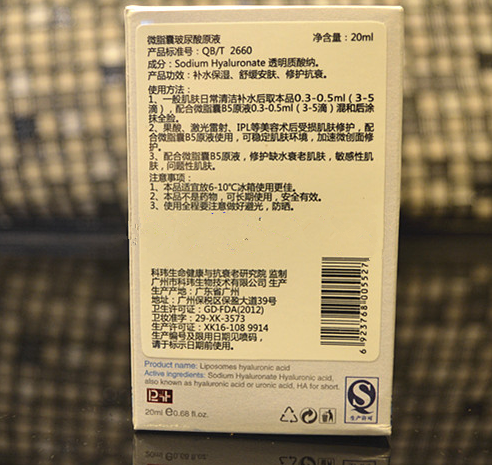 微脂囊玻尿酸原液 净含量：20ml
产品标准号：QB/T 2660
成分：Sodium Hyaluronate 透明质酸纳。
产品功效：补水保湿、舒缓安肤、修护抗衰。
使用方法：
1、一般肌肤日常清洁补水后取本品0.3-0.5ml（3-5
滴），配合微脂囊B5原液0.3-0.5ml（3-5滴）混和后涂
抹全脸。
2、果酸、激光雷射、IPL等美容术后受损肌肤修护，配
合微脂囊B5原液使用，可稳定肌肤环境，加速微创面修
护。
3、配合微脂囊B5原液，修护缺水衰老肌肤，敏感性肌
肤，问题性肌肤。
注意事项：
1、本品适宜放6-10℃冰箱使用更佳。
2、本品不是药物，可长期使用，安全有效。
3、使用全程要注意做好避光，防晒。
科玮生命健康与抗衰老研究院 监制
广州市科玮生物技术有限公司 生产
生产产地：广东省广州
地址：广州保税区保盈大道39号
卫生许可证：GD-FDA(2012)
卫妆准字：29-XK-3573
生产许可证：XK16-108 9914
生产编号及限用日期见喷码，
请于标示日期前使用。
6 923768 005527
Product name: Liposomes hyaluronic acid
Active ingredients: Sodium Hyaluronate Hyaluronic acid,
also known as hyaluronic acid or uronic acid, HA for short.
20ml ℮0.68 fl.oz.
生产许可